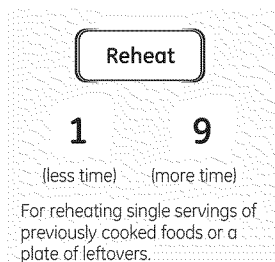 Reheat
1 9
(less time) (more time)
For reheating single servings of
previously cooked foods or a
plate of leftovers.